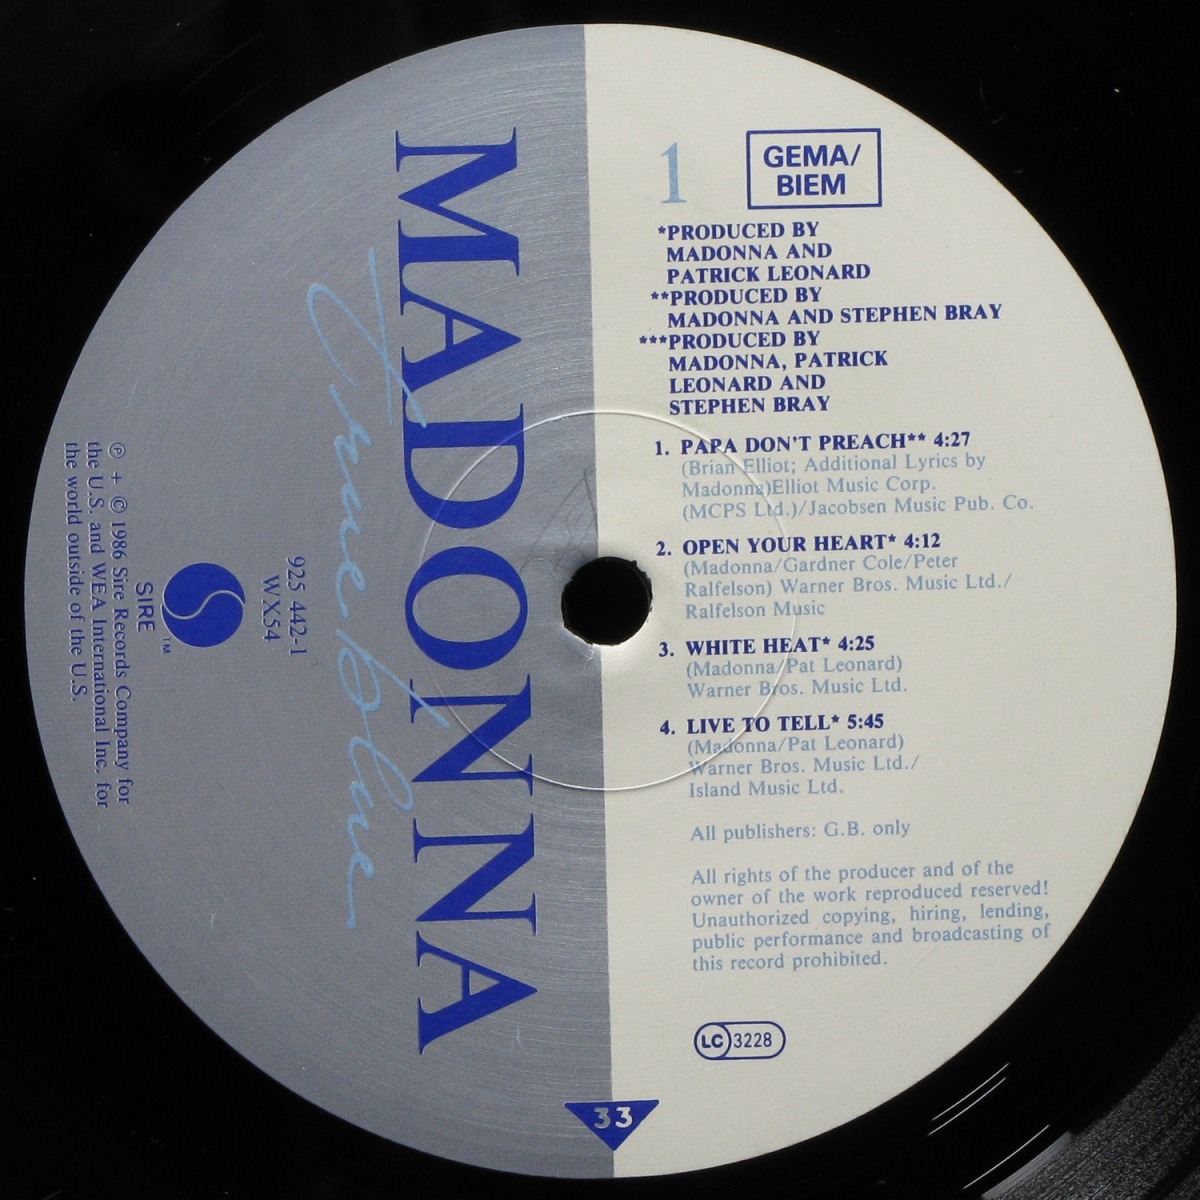 MADONNA
True blue
925 442-1
WX54
SIRE
TM
℗ + © 1986 Sire Records Company for
the U.S. and WEA International Inc. for
the world outside of the U.S.
1
GEMA/
BIEM
*PRODUCED BY
MADONNA AND
PATRICK LEONARD
**PRODUCED BY
MADONNA AND STEPHEN BRAY
***PRODUCED BY
MADONNA, PATRICK
LEONARD AND
STEPHEN BRAY
1. PAPA DON'T PREACH** 4:27
(Brian Elliot; Additional Lyrics by
Madonna)Elliot Music Corp.
(MCPS Ltd.)/Jacobsen Music Pub. Co.
2. OPEN YOUR HEART* 4:12
(Madonna/Gardner Cole/Peter
Ralfelson) Warner Bros. Music Ltd./
Ralfelson Music
3. WHITE HEAT* 4:25
(Madonna/Pat Leonard)
Warner Bros. Music Ltd.
4. LIVE TO TELL* 5:45
(Madonna/Pat Leonard)
Warner Bros. Music Ltd./
Island Music Ltd.
All publishers: G.B. only
All rights of the producer and of the
owner of the work reproduced reserved!
Unauthorized copying, hiring, lending,
public performance and broadcasting of
this record prohibited.
LC 3228
33